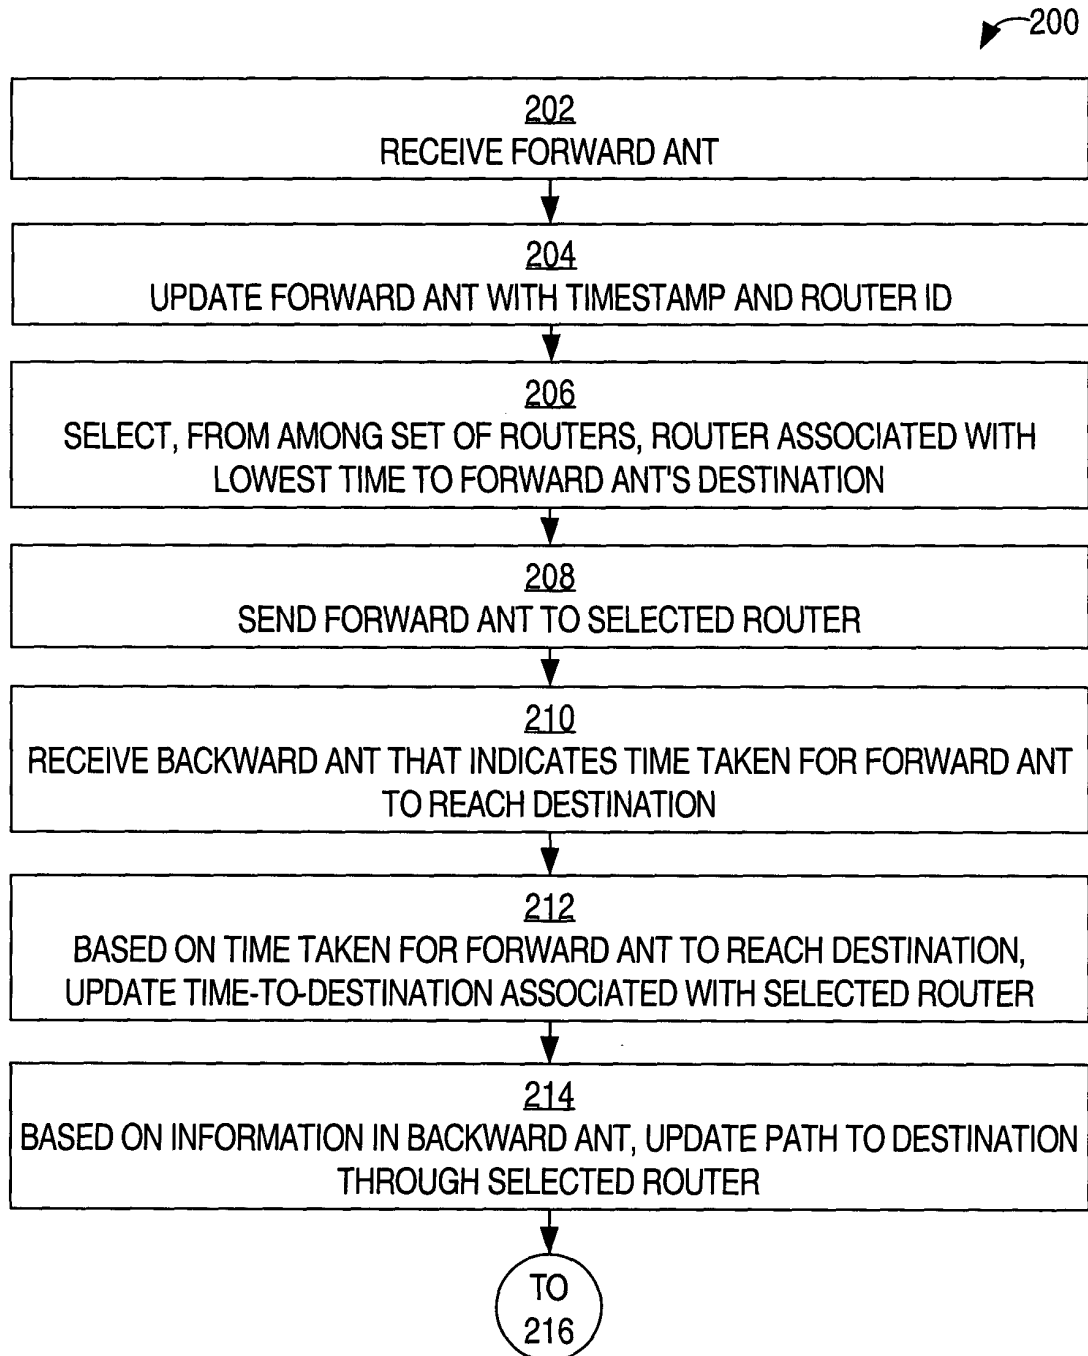 200
202
RECEIVE FORWARD ANT
204
UPDATE FORWARD ANT WITH TIMESTAMP AND ROUTER ID
206
SELECT, FROM AMONG SET OF ROUTERS, ROUTER ASSOCIATED WITH
LOWEST TIME TO FORWARD ANT'S DESTINATION
208
SEND FORWARD ANT TO SELECTED ROUTER
210
RECEIVE BACKWARD ANT THAT INDICATES TIME TAKEN FOR FORWARD ANT
TO REACH DESTINATION
212
BASED ON TIME TAKEN FOR FORWARD ANT TO REACH DESTINATION,
UPDATE TIME-TO-DESTINATION ASSOCIATED WITH SELECTED ROUTER
214
BASED ON INFORMATION IN BACKWARD ANT, UPDATE PATH TO DESTINATION
THROUGH SELECTED ROUTER
TO
216